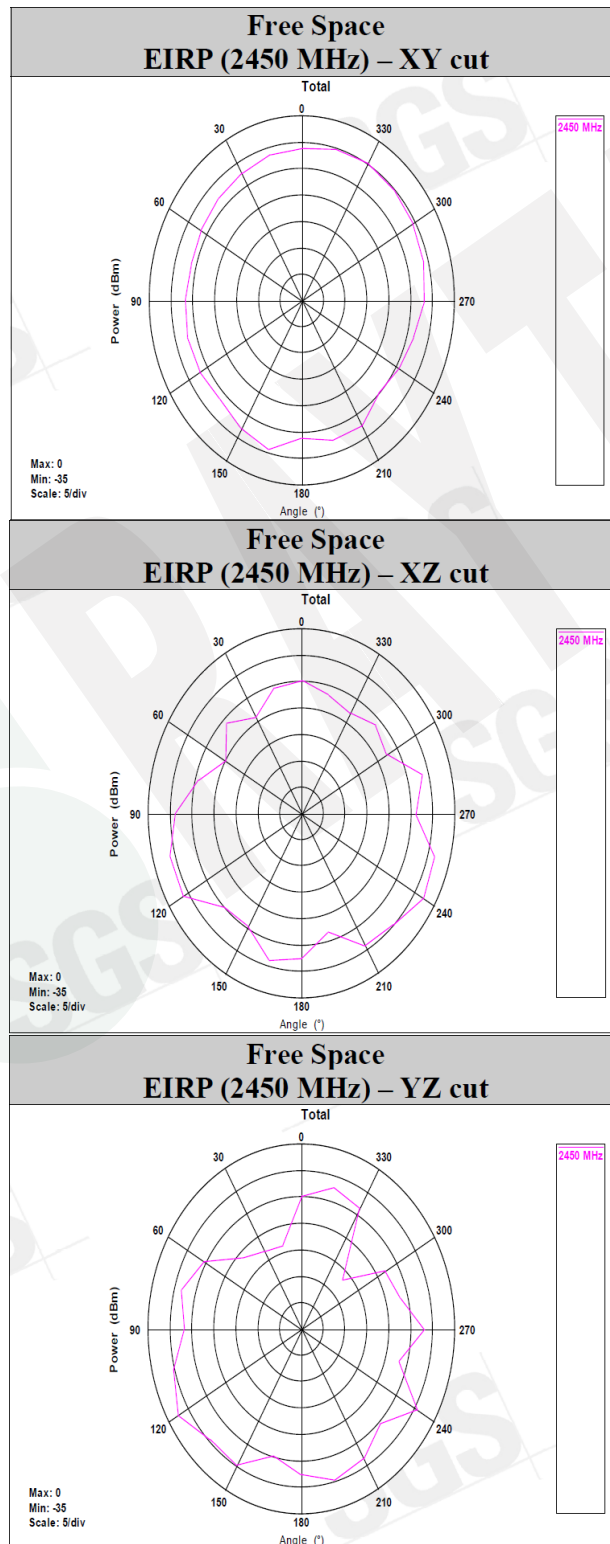 Free Space
EIRP (2450 MHz) – XY cut
Total
0
30
330
2450 MHz
60
300
Power (dBm)
90
270
120
240
150
210
180
Max: 0
Min: -35
Scale: 5/div
Angle (°)
Free Space
EIRP (2450 MHz) – XZ cut
Total
0
30
330
2450 MHz
60
300
Power (dBm)
90
270
120
240
150
210
180
Max: 0
Min: -35
Scale: 5/div
Angle (°)
Free Space
EIRP (2450 MHz) – YZ cut
Total
0
30
330
2450 MHz
60
300
Power (dBm)
90
270
120
240
150
210
180
Max: 0
Min: -35
Scale: 5/div
Angle (°)
SGS
SGS
SGS
SGS